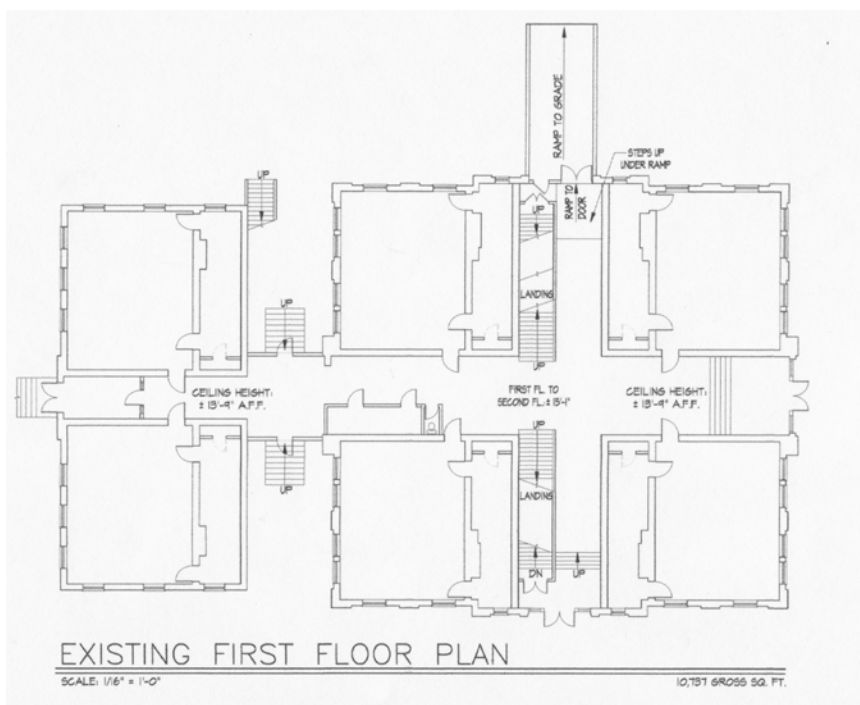 RAMP TO GRADE
STEPS UP
UNDER RAMP
UP
RAMP TO
DOOR
UP
LANDING
UP
UP
CEILING HEIGHT:
± 13'-9" A.F.F.
FIRST FL. TO
SECOND FL.: ± 15'-1"
CEILING HEIGHT:
± 13'-9" A.F.F.
UP
UP
LANDING
DN
UP
EXISTING FIRST FLOOR PLAN
SCALE: 1/16" = 1'-0"
10,737 GROSS SQ. FT.